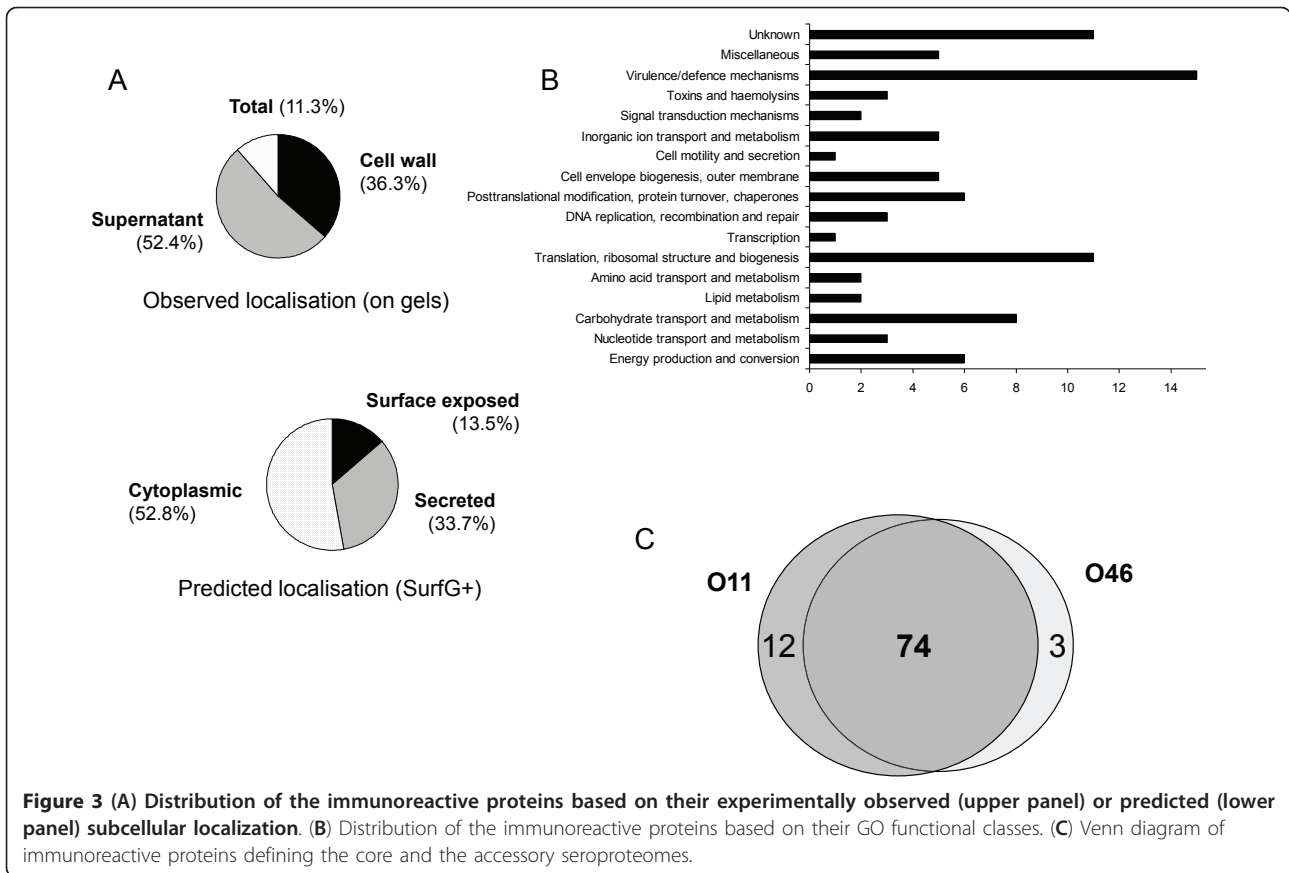 A
Total (11.3%)
Cell wall
(36.3%)
Supernatant
(52.4%)
Observed localisation (on gels)
Surface exposed
(13.5%)
Cytoplasmic
(52.8%)
Secreted
(33.7%)
Predicted localisation (SurfG+)
B
Unknown
Miscellaneous
Virulence/defence mechanisms
Toxins and haemolysins
Signal transduction mechanisms
Inorganic ion transport and metabolism
Cell motility and secretion
Cell envelope biogenesis, outer membrane
Posttranslational modification, protein turnover, chaperones
DNA replication, recombination and repair
Transcription
Translation, ribosomal structure and biogenesis
Amino acid transport and metabolism
Lipid metabolism
Carbohydrate transport and metabolism
Nucleotide transport and metabolism
Energy production and conversion
0 2 4 6 8 10 12 14
C
O11
O46
12 74 3
Figure 3 (A) Distribution of the immunoreactive proteins based on their experimentally observed (upper panel) or predicted (lower
panel) subcellular localization. (B) Distribution of the immunoreactive proteins based on their GO functional classes. (C) Venn diagram of
immunoreactive proteins defining the core and the accessory seroproteomes.